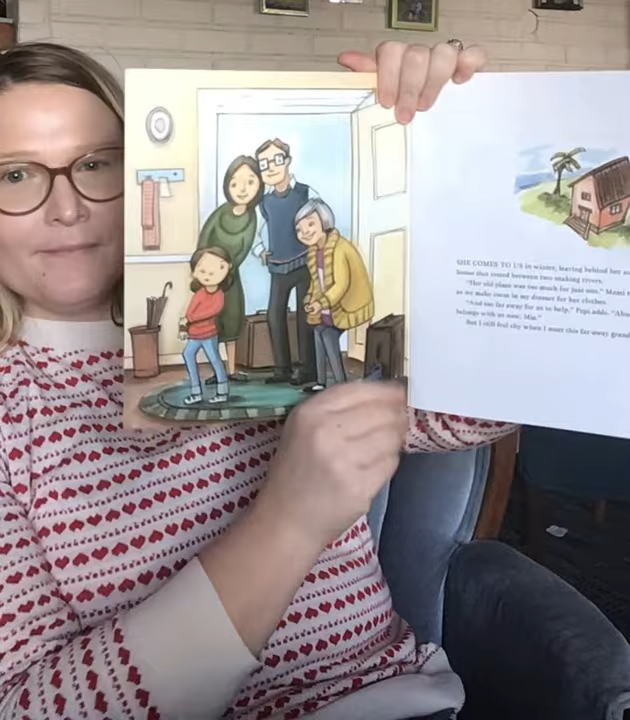 SHE COMES TO US in winter, leaving behind her
house that stood between two snaking rivers.
"Her old place was too much for just one," Mami
as we make room in my dresser for her clothes.
"And too far away for us to help," Papi adds.
belongs with us now, Mia."
But I still feel shy when I meet this far-away